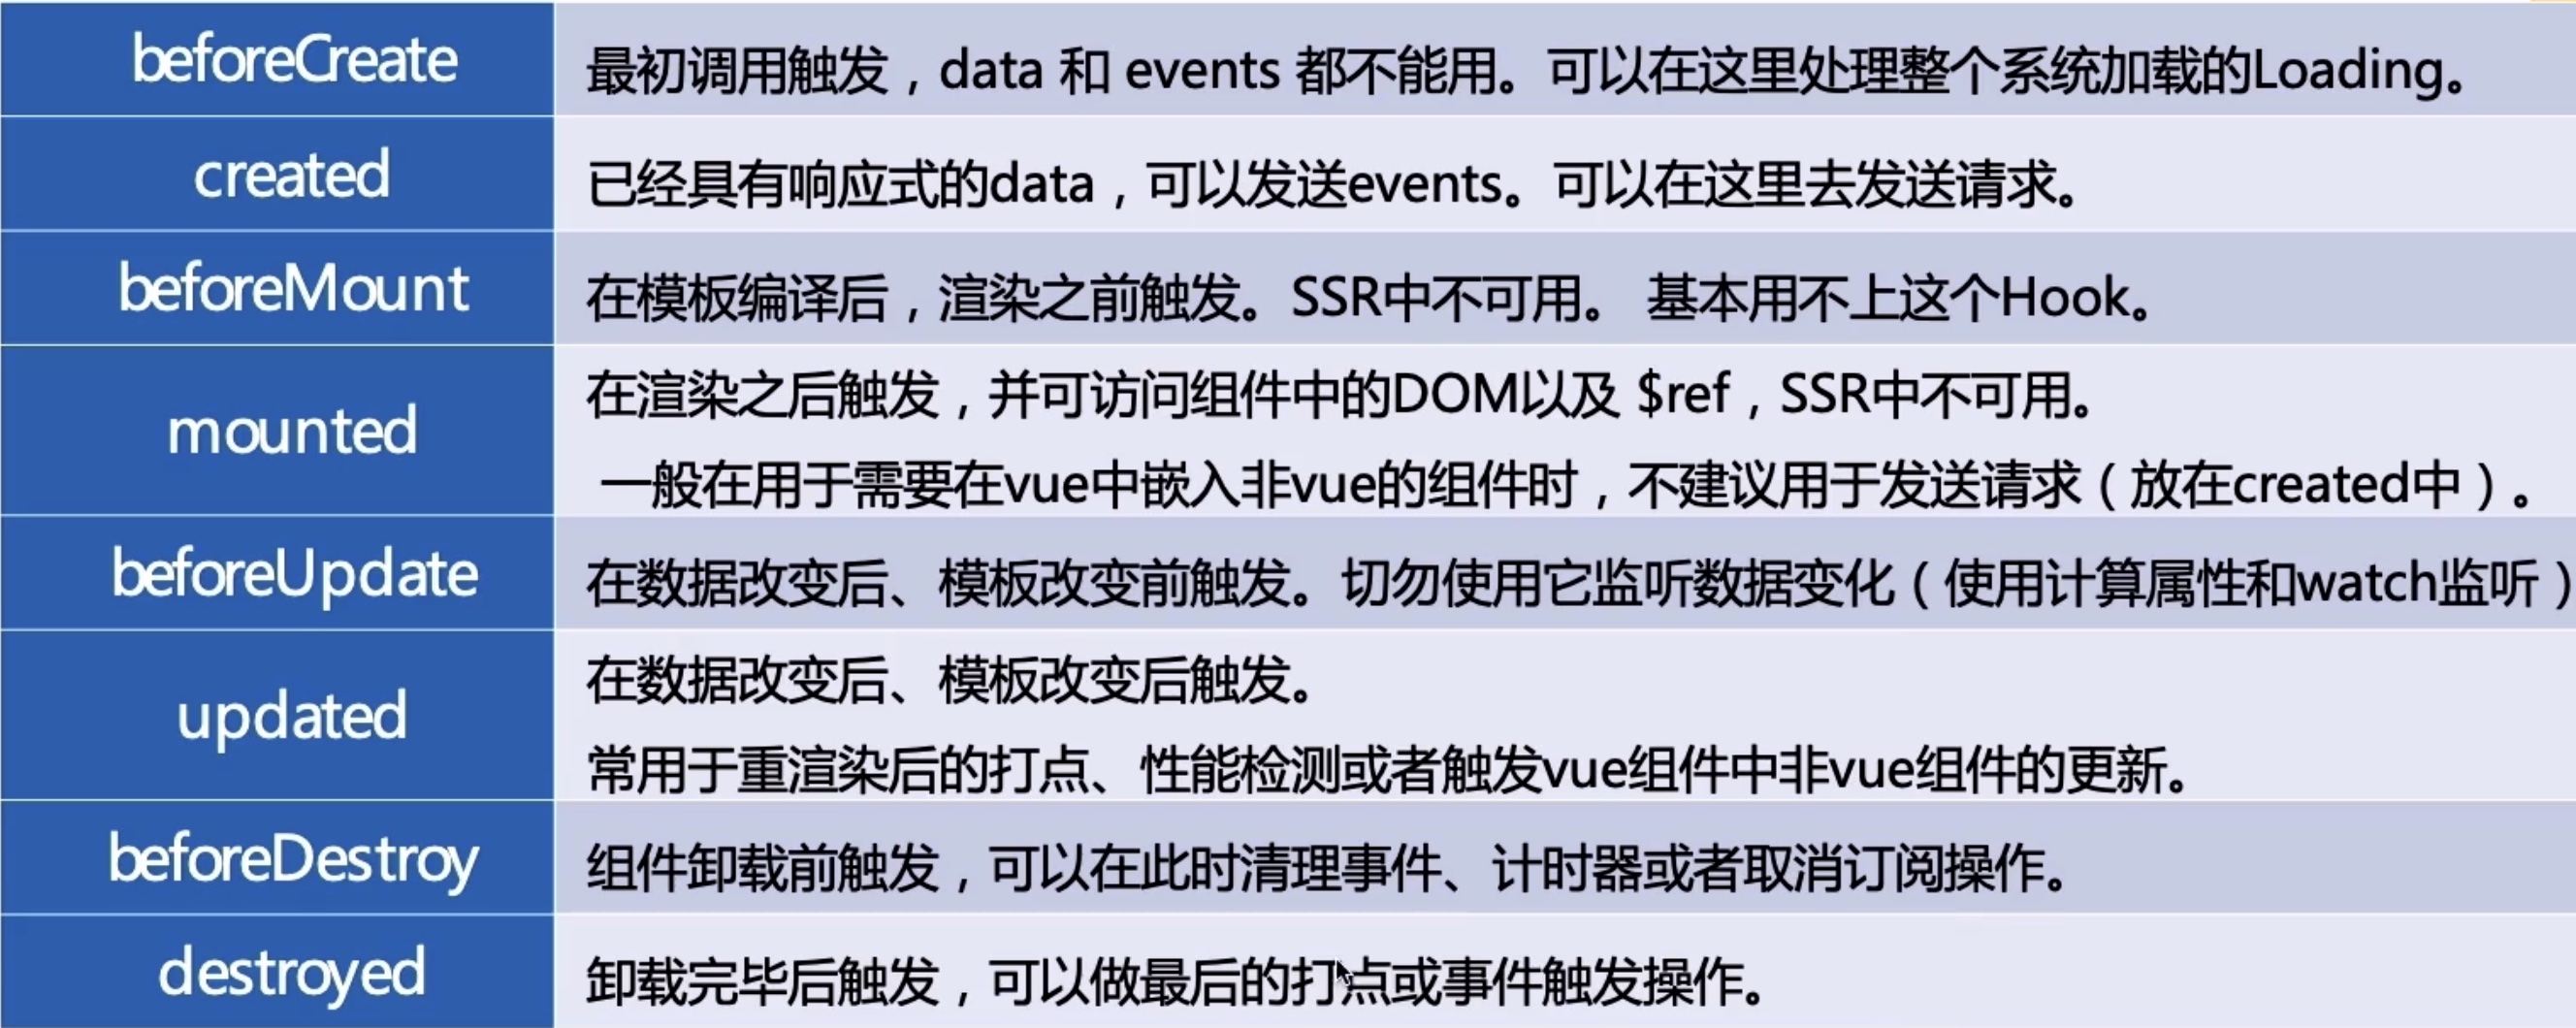 beforeCreate
最初调用触发，data 和 events 都不能用。可以在这里处理整个系统加载的Loading。
created
已经具有响应式的data，可以发送events。可以在这里去发送请求。
beforeMount
在模板编译后，渲染之前触发。SSR中不可用。 基本用不上这个Hook。
mounted
在渲染之后触发，并可访问组件中的DOM以及 $ref，SSR中不可用。
一般在用于需要在vue中嵌入非vue的组件时，不建议用于发送请求（放在created中）。
beforeUpdate
在数据改变后、模板改变前触发。切勿使用它监听数据变化（使用计算属性和watch监听）
updated
在数据改变后、模板改变后触发。
常用于重渲染后的打点、性能检测或者触发vue组件中非vue组件的更新。
beforeDestroy
组件卸载前触发，可以在此时清理事件、计时器或者取消订阅操作。
destroyed
卸载完毕后触发，可以做最后的打点或事件触发操作。